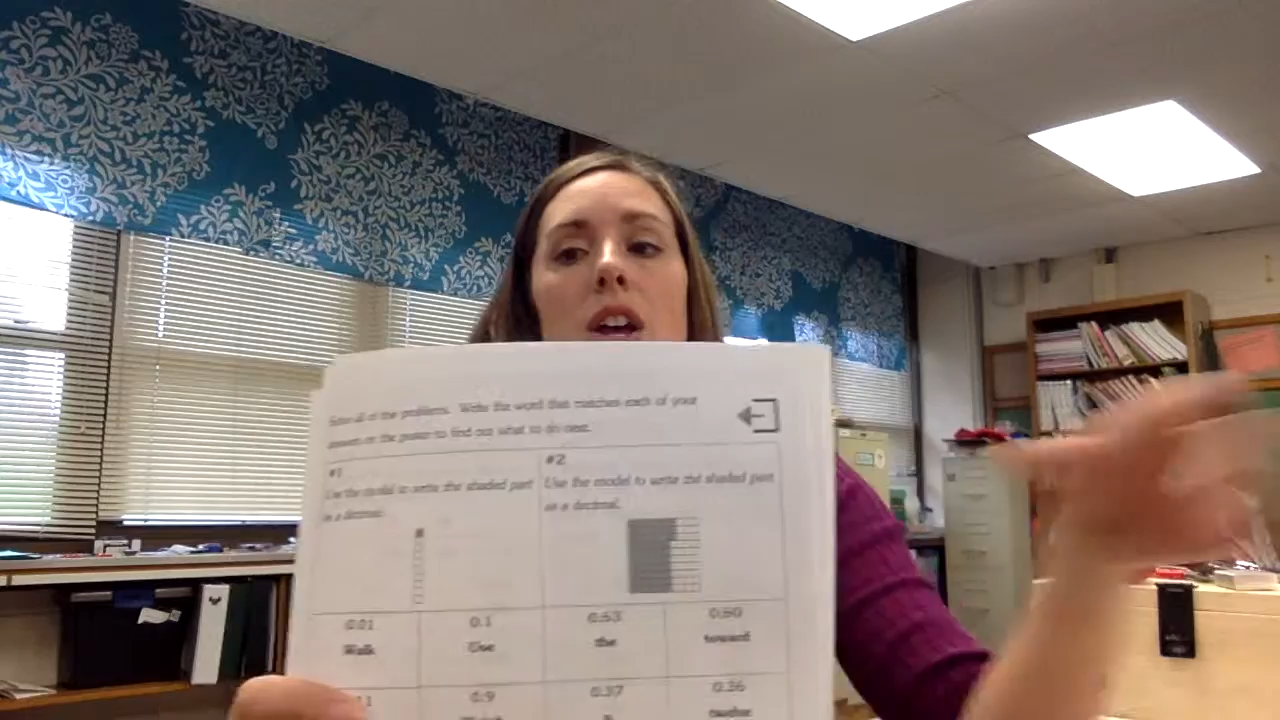 Solve all of the problems. Write the word that matches each of your
answers on the poster to find out what to do next.
#1
Use the model to write the shaded part
as a decimal.
#2
Use the model to write the shaded part
as a decimal.
0.01 0.1 0.63 0.60
Walk Use the toward
0.9 0.37 0.36
twelve